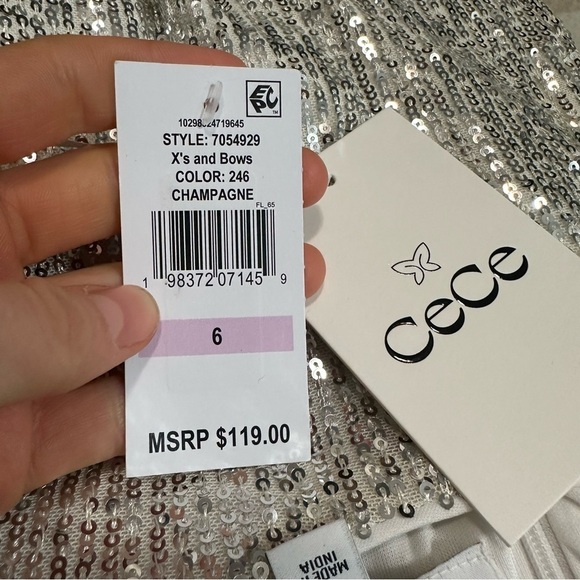 EPC
STYLE: 7054929
X's and Bows
COLOR: 246
CHAMPAGNE
FL_65
1 98372 07145 9
6
MSRP $119.00
CeCe
MADE IN
INDIA